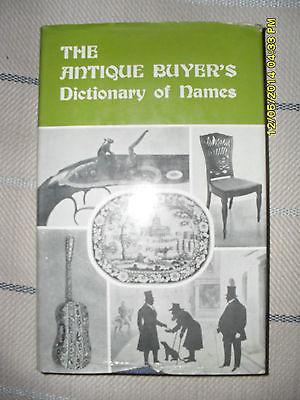 THE
ANTIQUE BUYER'S
Dictionary of Names
12/05/2014 04:33 PM